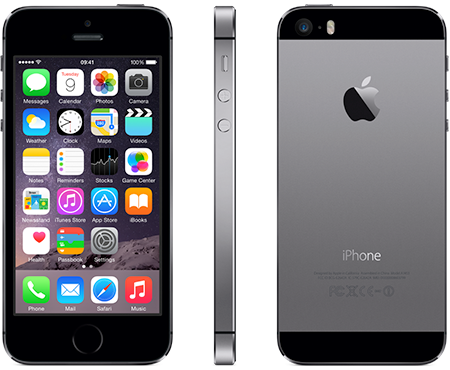 09:41 100%
Tuesday
9
Messages Calendar Photos Camera
Weather Clock Maps Videos
Notes Reminders Stocks Game Center
Newsstand iTunes Store App Store iBooks
Health Passbook Settings
Phone Mail Safari Music
iPhone